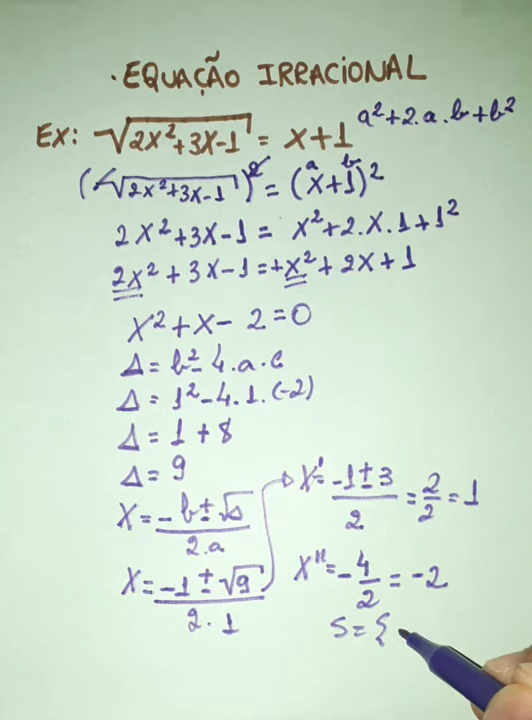 . EQUAÇÃO IRRACIONAL
EX: √2X²+3X-1 = X+1 a²+2.a.b+b²
(²√2X²+3X-1)² = (X+1)²
a b
2X²+3X-1 = X²+2.X.1+1²
2X²+3X-1=+X²+2X+1
X²+X-2=0
Δ = b²-4.a.c
Δ = 1²-4.1.(-2)
Δ = 1+8
Δ = 9
X = -b±√Δ / 2.a
X = -1±√9 / 2.1
X' = -1±3 / 2 = 2/2 = 1
X'' = -4/2 = -2
S = {